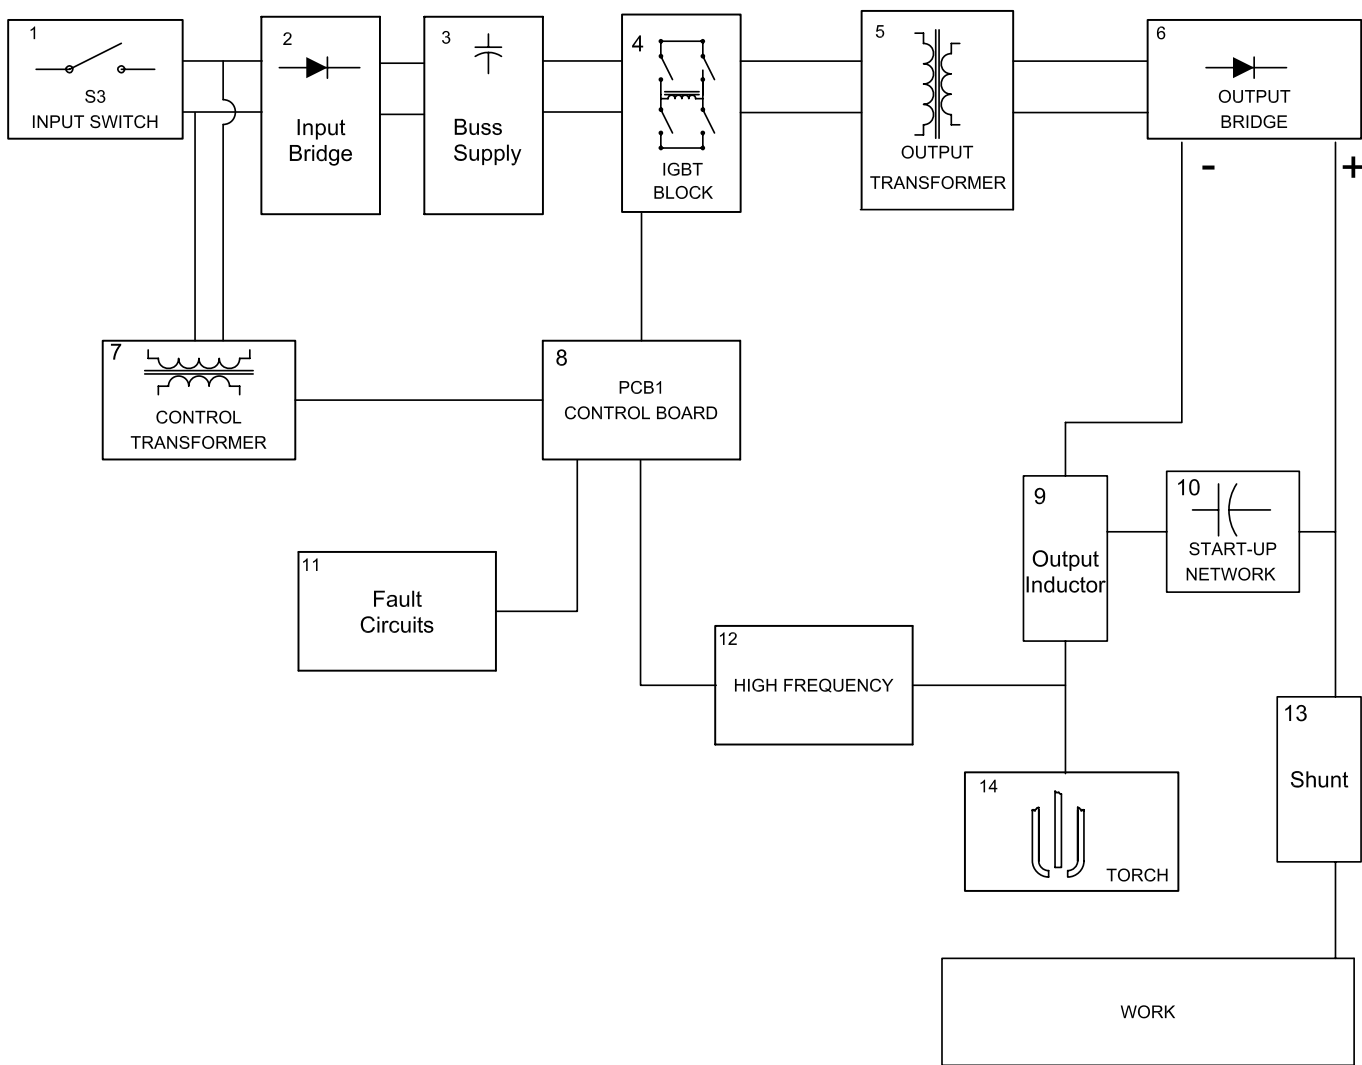 1
S3
INPUT SWITCH
2
Input
Bridge
3
Buss
Supply
4
IGBT
BLOCK
5
OUTPUT
TRANSFORMER
6
OUTPUT
BRIDGE
-
+
7
CONTROL
TRANSFORMER
8
PCB1
CONTROL BOARD
9
Output
Inductor
10
START-UP
NETWORK
11
Fault
Circuits
12
HIGH FREQUENCY
13
Shunt
14
TORCH
WORK